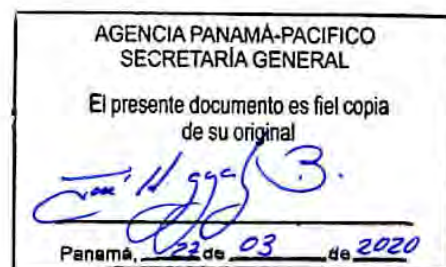 AGENCIA PANAMÁ-PACIFICO
SECRETARÍA GENERAL
El presente documento es fiel copia
de su original
Panamá, 22 de 03 de 2020